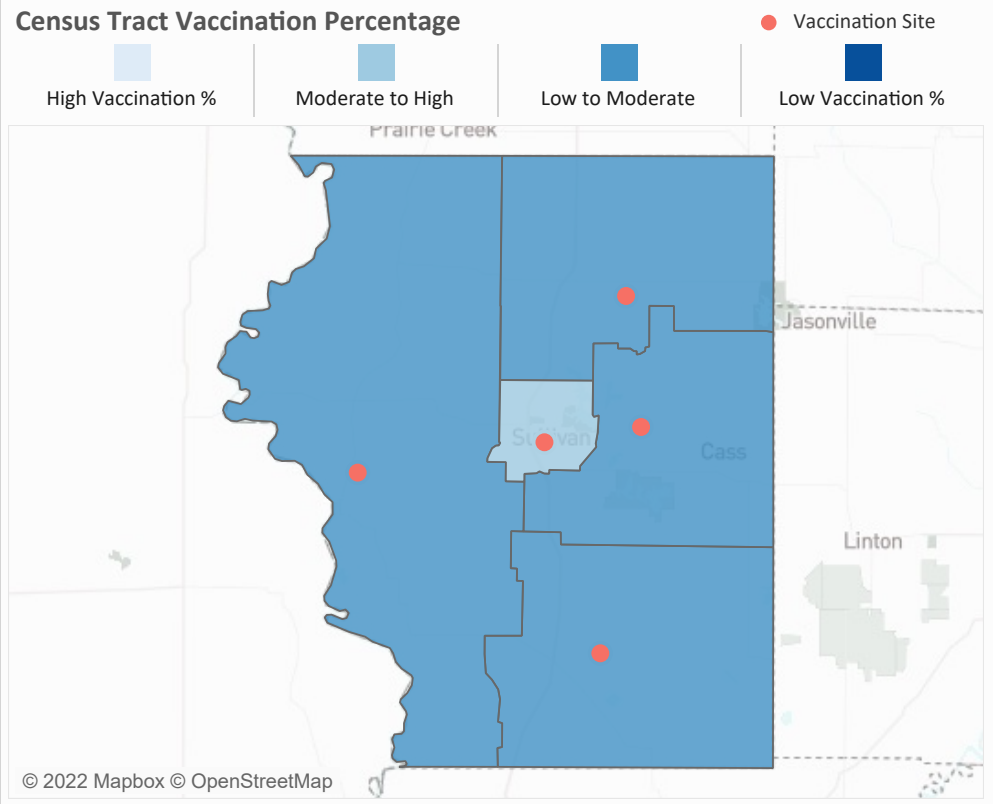 Census Tract Vaccination Percentage
Vaccination Site
High Vaccination %
Moderate to High
Low to Moderate
Low Vaccination %
Prairie Creek
Jasonville
Sullivan
Cass
Linton
© 2022 Mapbox © OpenStreetMap